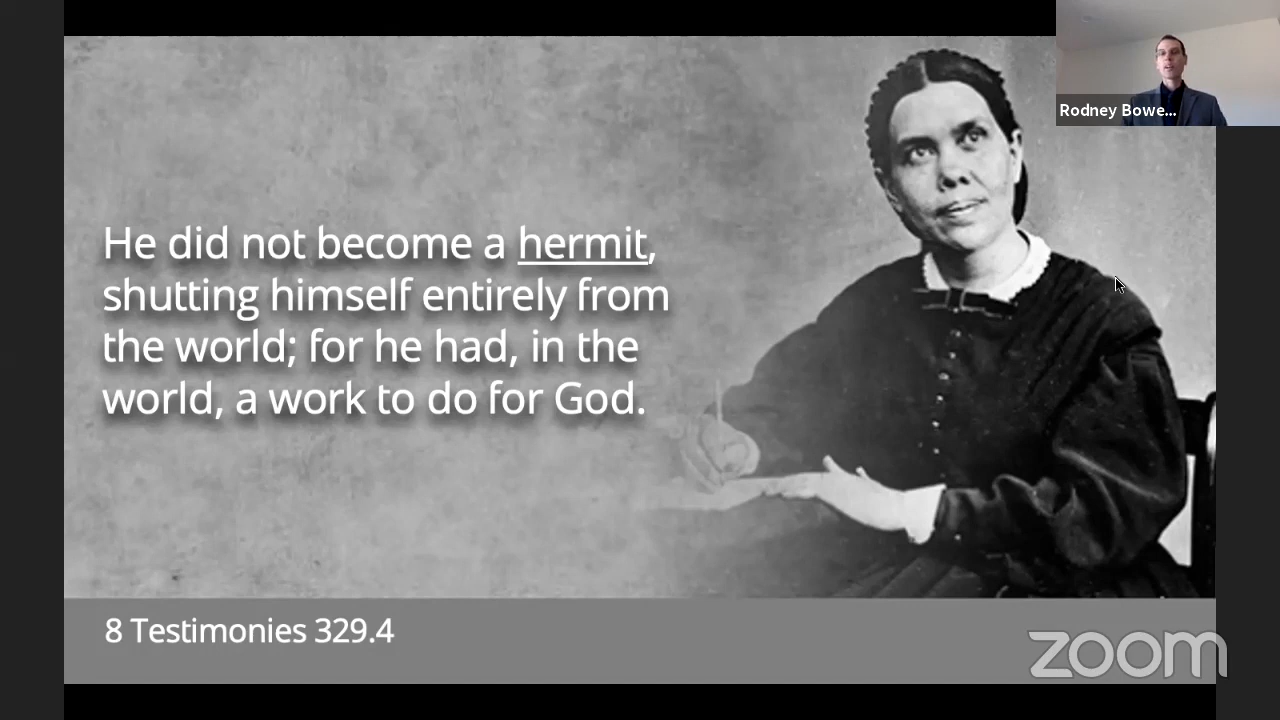 Rodney Bowe...
He did not become a hermit,
shutting himself entirely from
the world; for he had, in the
world, a work to do for God.
8 Testimonies 329.4
zoom